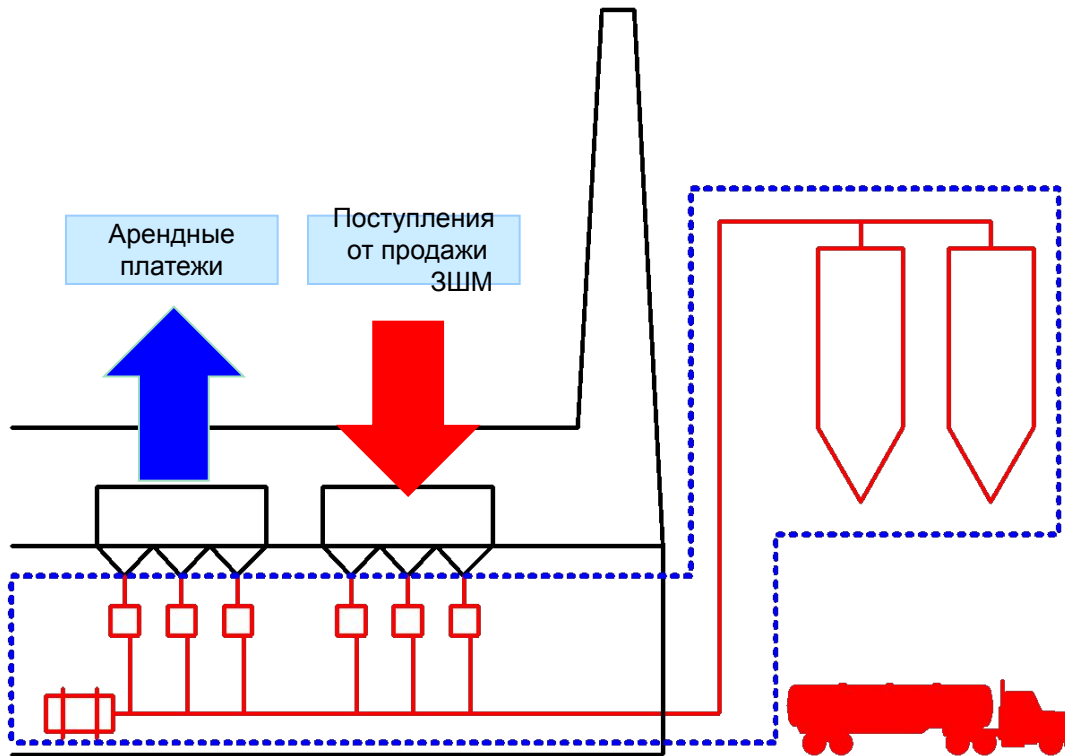 Арендные
платежи
Поступления
от продажи
ЗШМ